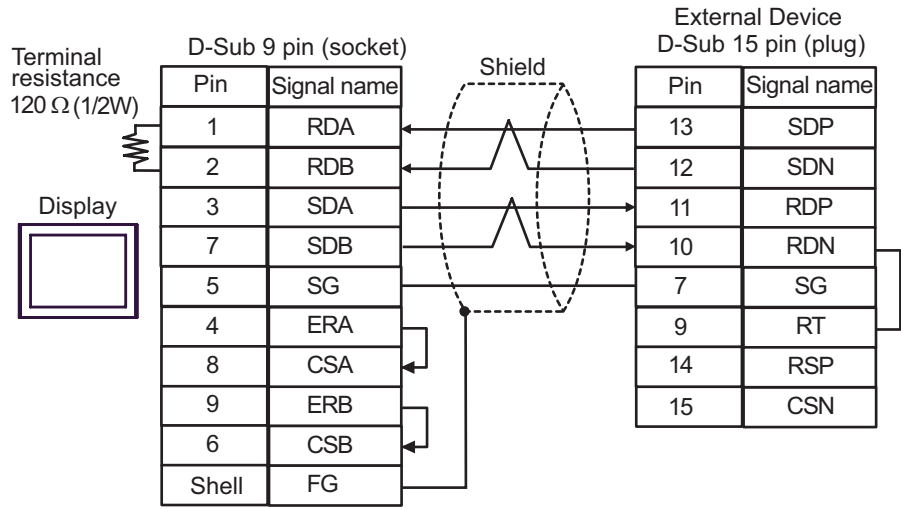 External Device
D-Sub 9 pin (socket)
D-Sub 15 pin (plug)
Terminal
resistance
120 Ω (1/2W)
Shield
Pin Signal name
1 RDA
2 RDB
3 SDA
7 SDB
5 SG
4 ERA
8 CSA
9 ERB
6 CSB
Shell FG
Display
Pin Signal name
13 SDP
12 SDN
11 RDP
10 RDN
7 SG
9 RT
14 RSP
15 CSN